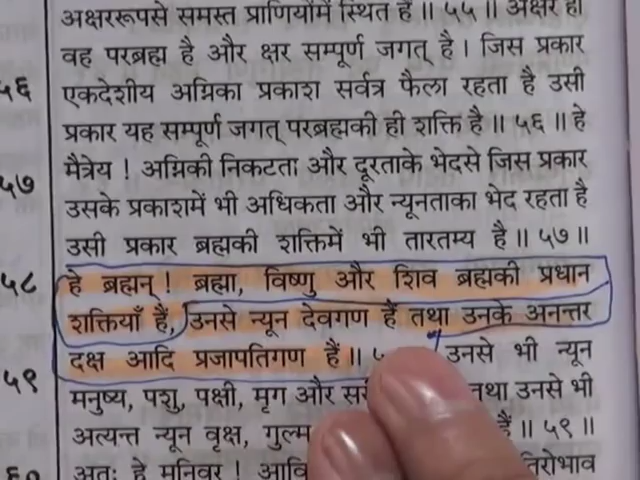 अक्षररूपसे समस्त प्राणियोंमें स्थित हैं ॥ ५५ ॥ अक्षर ही
वह परब्रह्म है और क्षर सम्पूर्ण जगत् है । जिस प्रकार
५६ एकदेशीय अग्निका प्रकाश सर्वत्र फैला रहता है उसी
प्रकार यह सम्पूर्ण जगत् परब्रह्मकी ही शक्ति है ॥ ५६ ॥ हे
मैत्रेय ! अग्निकी निकटता और दूरताके भेदसे जिस प्रकार
५७ उसके प्रकाशमें भी अधिकता और न्यूनताका भेद रहता है
उसी प्रकार ब्रह्मकी शक्तिमें भी तारतम्य है ॥ ५७ ॥
५८ हे ब्रह्मन् ! ब्रह्मा, विष्णु और शिव ब्रह्मकी प्रधान
शक्तियाँ हैं, उनसे न्यून देवगण हैं तथा उनके अनन्तर
दक्ष आदि प्रजापतिगण हैं ॥ उनसे भी न्यून
५९ मनुष्य, पशु, पक्षी, मृग और तथा उनसे भी
अत्यन्त न्यून वृक्ष, गुल्म हैं ॥ ५९ ॥
६० अतः हे मुनिवर !